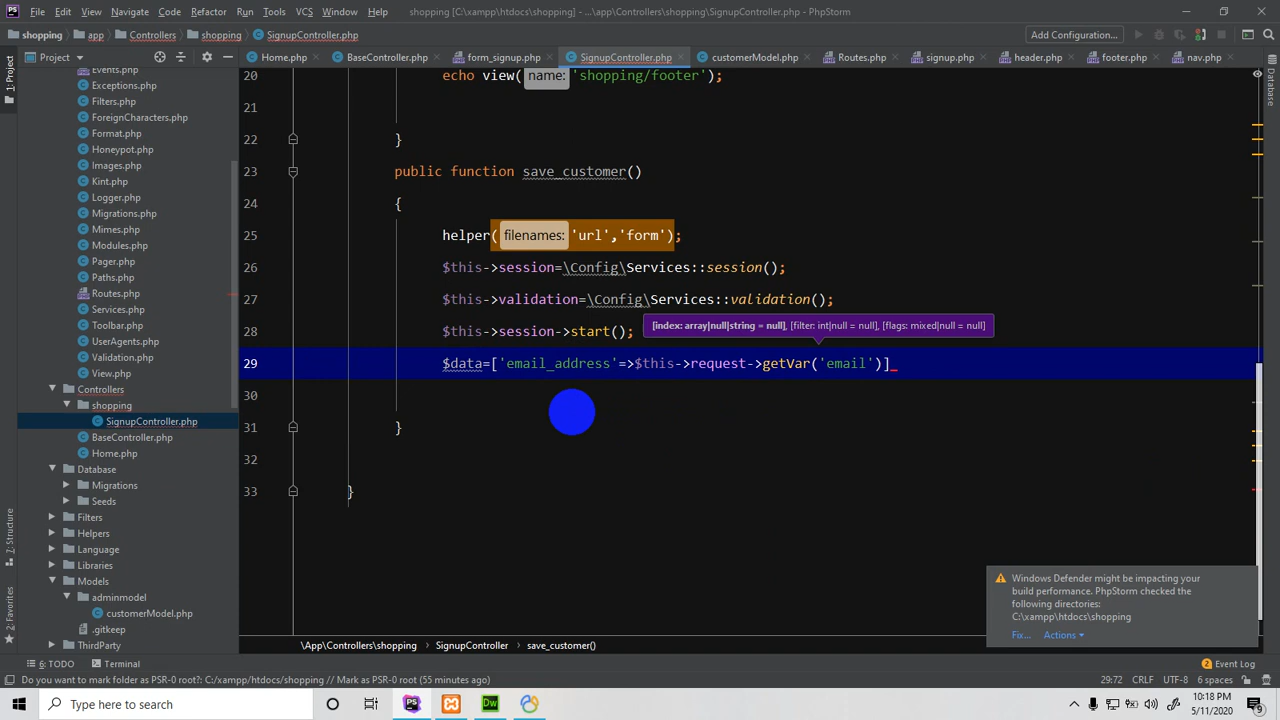 File Edit View Navigate Code Refactor Run Tools VCS Window Help shopping [C:\xampp\htdocs\shopping] - ...\app\Controllers\shopping\SignupController.php - PhpStorm
shopping app Controllers shopping SignupController.php Add Configuration...
Project Home.php BaseController.php form_signup.php SignupController.php customerModel.php Routes.php signup.php header.php footer.php nav.php
1: Project
Database
7: Structure
2: Favorites
Events.php
Exceptions.php
Filters.php
ForeignCharacters.php
Format.php
Honeypot.php
Images.php
Kint.php
Logger.php
Migrations.php
Mimes.php
Modules.php
Pager.php
Paths.php
Routes.php
Services.php
Toolbar.php
UserAgents.php
Validation.php
View.php
Controllers
shopping
SignupController.php
BaseController.php
Home.php
Database
Migrations
Seeds
Filters
Helpers
Language
Libraries
Models
adminmodel
customerModel.php
.gitkeep
ThirdParty
20 echo view( name: 'shopping/footer');
21
22 }
23 public function save_customer()
24 {
25 helper( filenames: 'url','form');
26 $this->session=\Config\Services::session();
27 $this->validation=\Config\Services::validation();
28 $this->session->start();
[index: array|null|string = null], [filter: int|null = null], [flags: mixed|null = null]
29 $data=['email_address'=>$this->request->getVar('email')]
30
31 }
32
33 }
Windows Defender might be impacting your
build performance. PhpStorm checked the
following directories:
C:\xampp\htdocs\shopping
Fix... Actions
\App\Controllers\shopping SignupController save_customer()
6: TODO Terminal 2 Event Log
Do you want to mark folder as PSR-0 root?: C:/xampp/htdocs/shopping // Mark as PSR-0 root (55 minutes ago) 29:72 CRLF UTF-8 6 spaces
Type here to search
10:18 PM
5/11/2020